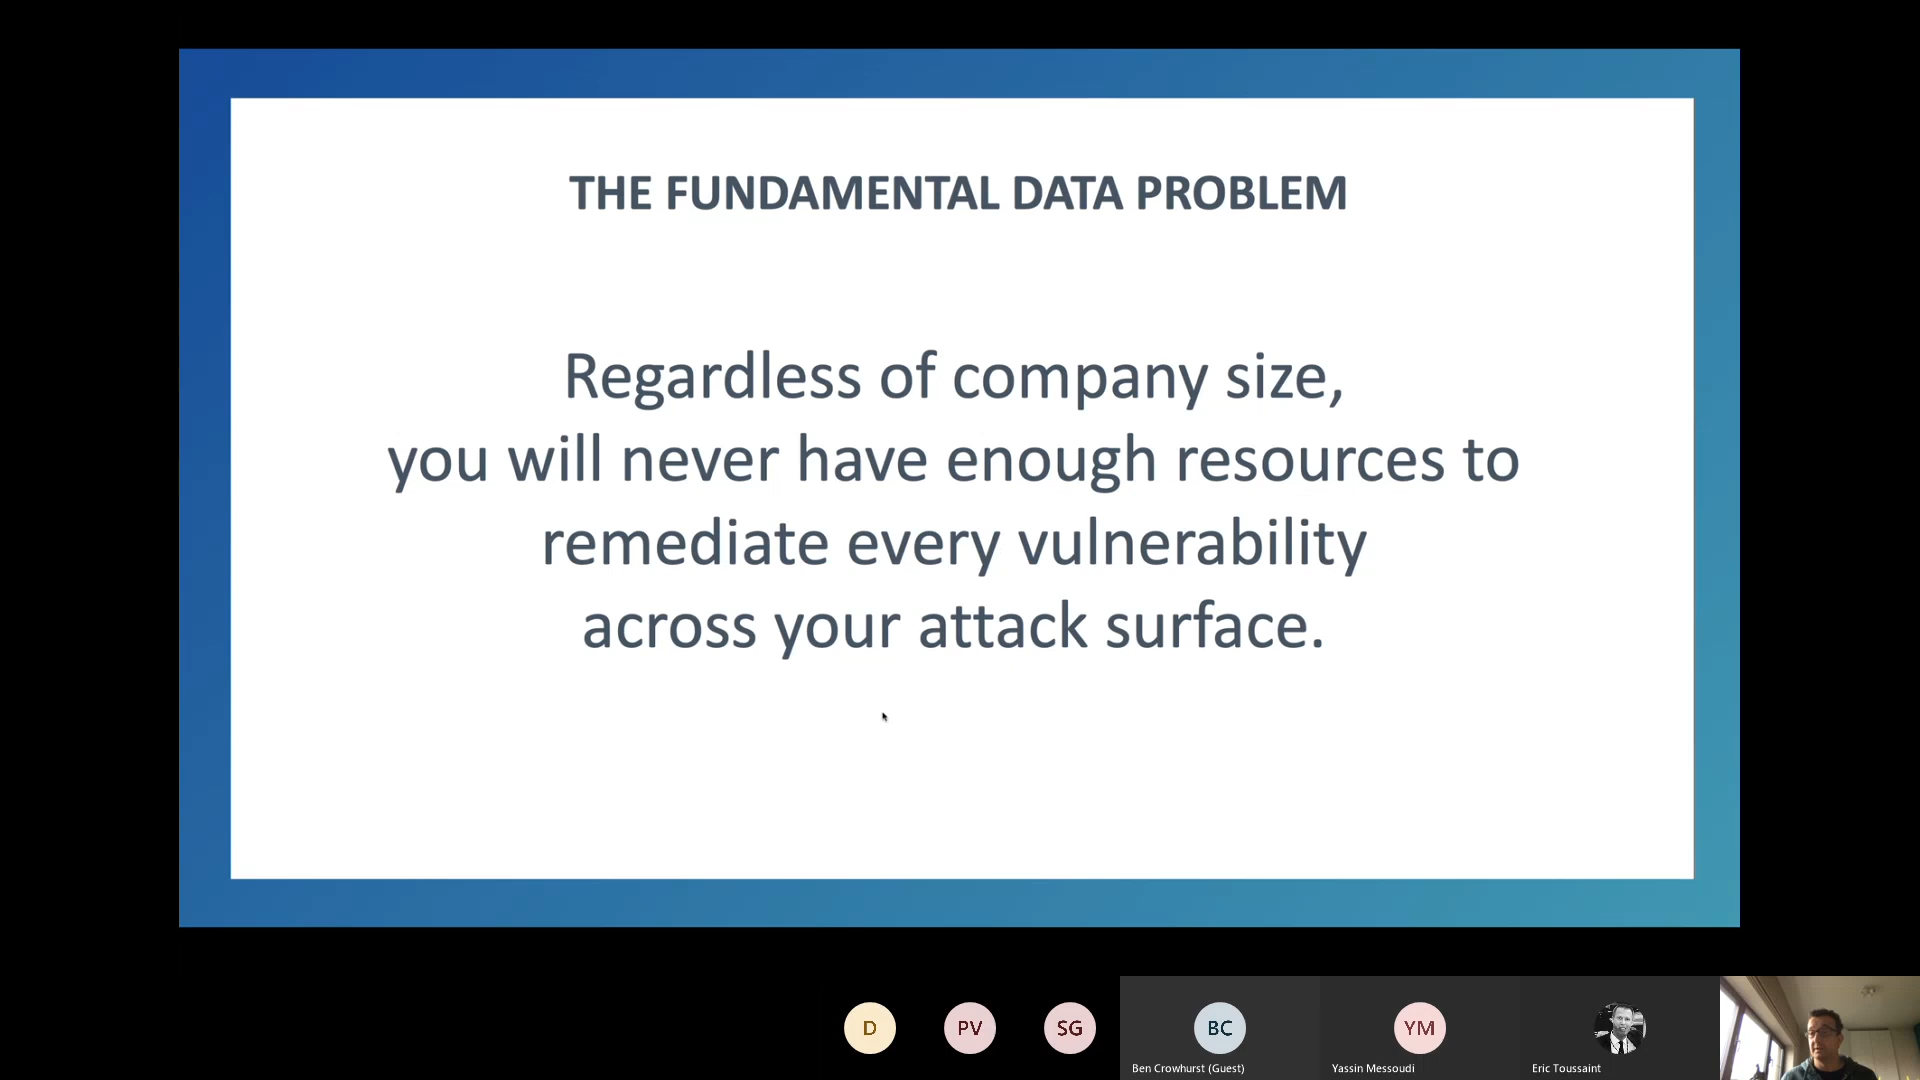 THE FUNDAMENTAL DATA PROBLEM
Regardless of company size,
you will never have enough resources to
remediate every vulnerability
across your attack surface.
D
PV
SG
BC
YM
Ben Crowhurst (Guest)
Yassin Messoudi
Eric Toussaint